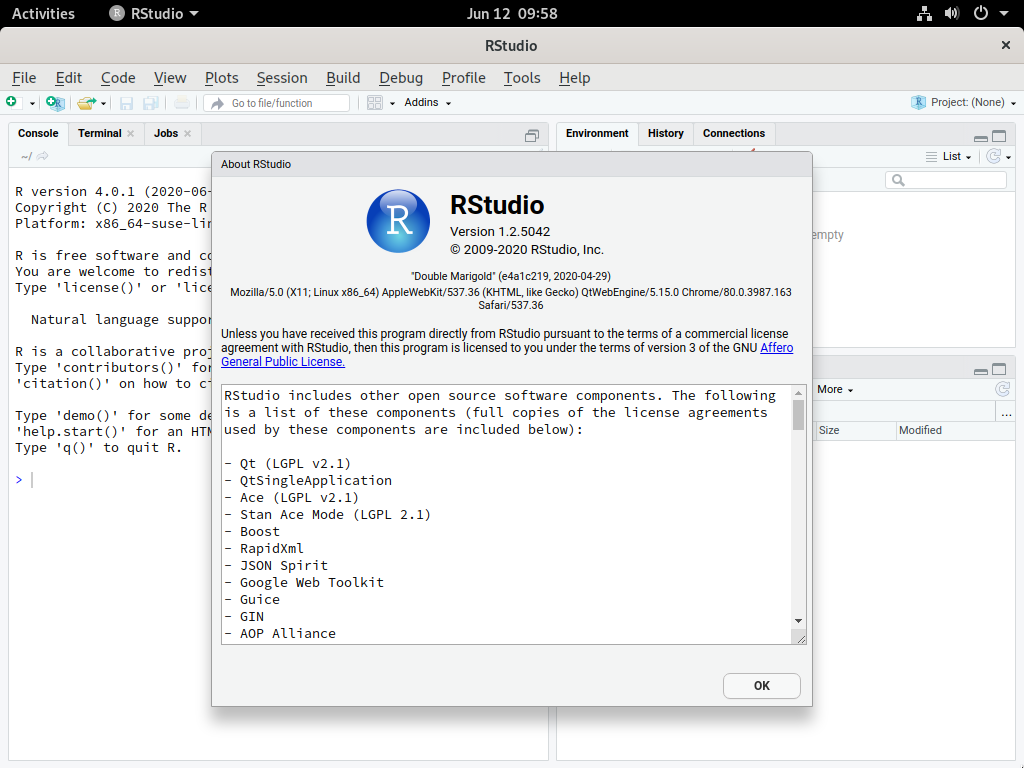 Activities
RStudio
Jun 12 09:58
RStudio
File Edit Code View Plots Session Build Debug Profile Tools Help
Go to file/function
Addins
Project: (None)
Console Terminal Jobs
Environment History Connections
~/
List
R version 4.0.1 (2020-06-
Copyright (C) 2020 The R
Platform: x86_64-suse-lin
R is free software and co
You are welcome to redist
Type 'license()' or 'lice
Natural language suppor
R is a collaborative proj
Type 'contributors()' for
'citation()' on how to ci
Type 'demo()' for some de
'help.start()' for an HTM
Type 'q()' to quit R.
>
empty
More
...
Size Modified
About RStudio
R
RStudio
Version 1.2.5042
© 2009-2020 RStudio, Inc.
"Double Marigold" (e4a1c219, 2020-04-29)
Mozilla/5.0 (X11; Linux x86_64) AppleWebKit/537.36 (KHTML, like Gecko) QtWebEngine/5.15.0 Chrome/80.0.3987.163
Safari/537.36
Unless you have received this program directly from RStudio pursuant to the terms of a commercial license
agreement with RStudio, then this program is licensed to you under the terms of version 3 of the GNU Affero
General Public License.
RStudio includes other open source software components. The following
is a list of these components (full copies of the license agreements
used by these components are included below):
- Qt (LGPL v2.1)
- QtSingleApplication
- Ace (LGPL v2.1)
- Stan Ace Mode (LGPL 2.1)
- Boost
- RapidXml
- JSON Spirit
- Google Web Toolkit
- Guice
- GIN
- AOP Alliance
OK